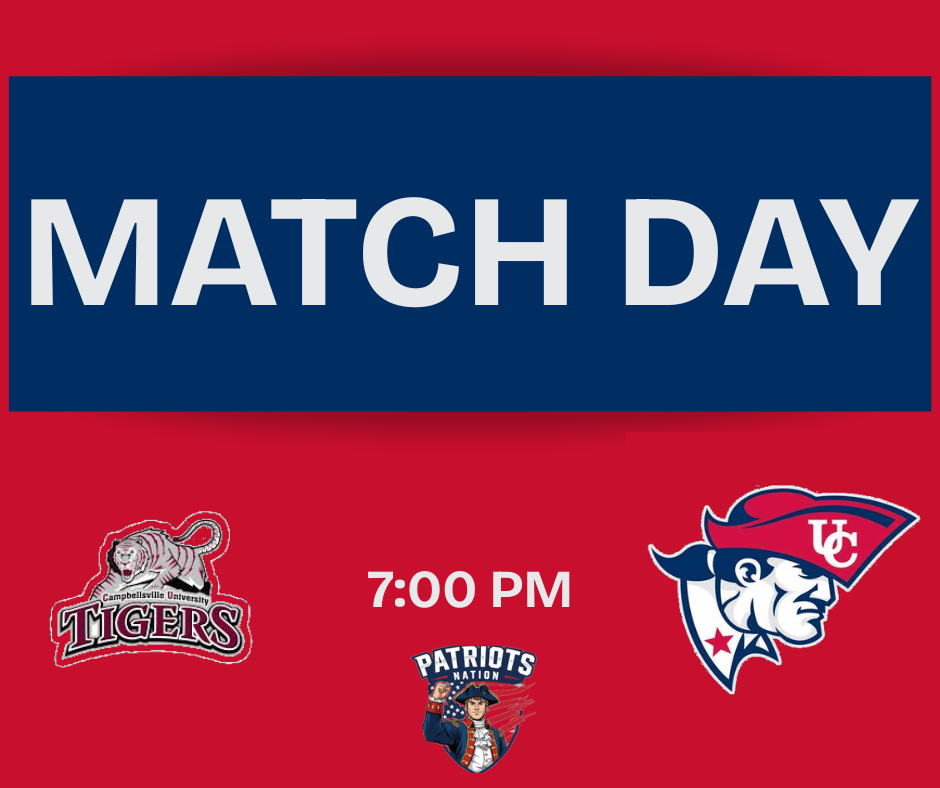 MATCH DAY
Campbellsville University
TIGERS
7:00 PM
UC
PATRIOTS
NATION